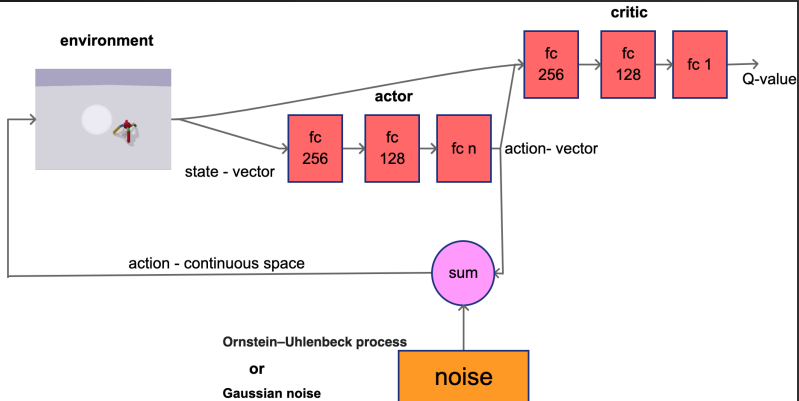 critic
environment
fc
256
fc
128
fc 1
Q-value
actor
fc
256
fc
128
fc n
action- vector
state - vector
action - continuous space
sum
Ornstein–Uhlenbeck process
or
Gaussian noise
noise